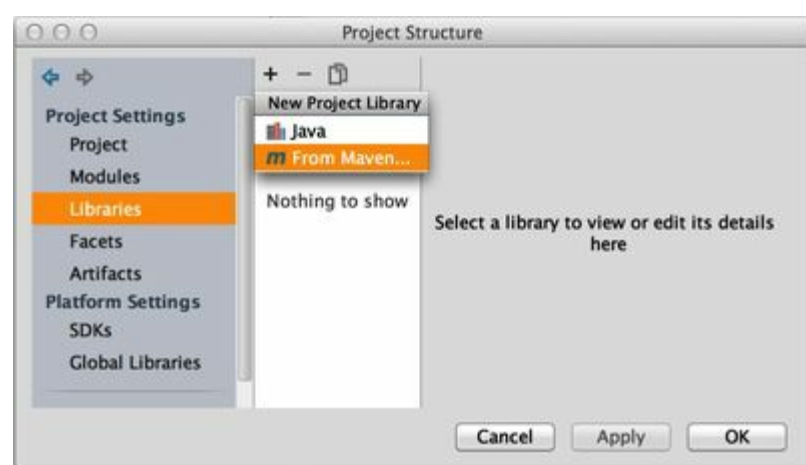 Project Structure
Project Settings
Project
Modules
Libraries
Facets
Artifacts
Platform Settings
SDKs
Global Libraries
New Project Library
Java
m From Maven...
Nothing to show
Select a library to view or edit its details
here
Cancel
Apply
OK